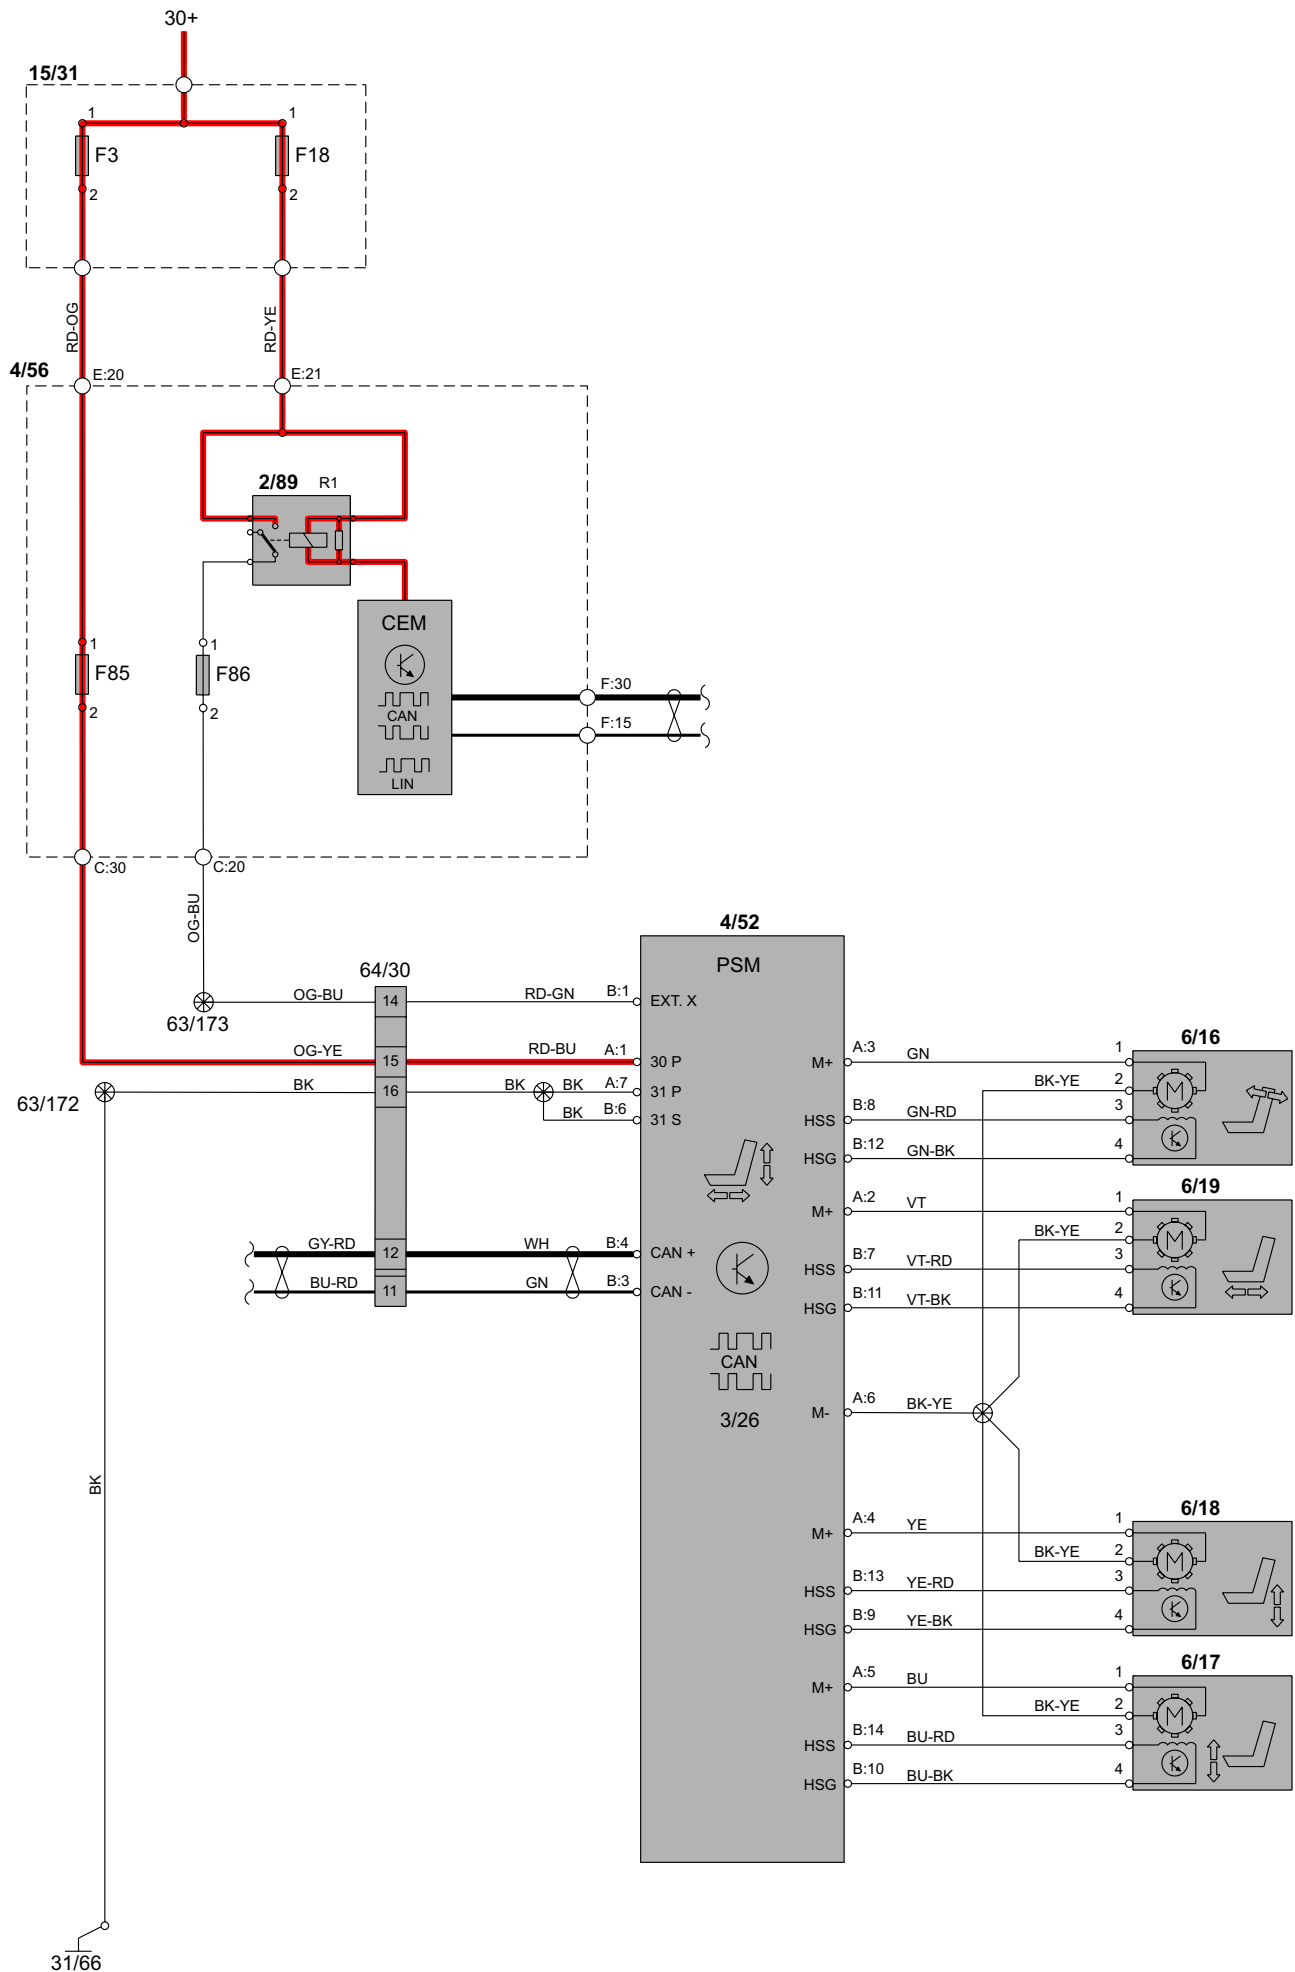 30+
15/31
1 1
F3 F18
2 2
RD-OG RD-YE
4/56 E:20 E:21
2/89 R1
CEM
1 1
F85 F86
2 2
CAN
LIN
F:30
F:15
C:30 C:20
OG-BU
63/173
64/30
OG-BU 14 RD-GN B:1
OG-YE 15 RD-BU A:1
63/172 BK 16 BK BK A:7
BK B:6
GY-RD 12 WH B:4
BU-RD 11 GN B:3
BK
31/66
4/52
PSM
EXT. X
30 P
31 P
31 S
CAN +
CAN -
CAN
3/26
M+ A:3 GN 1
BK-YE 2
HSS B:8 GN-RD 3
HSG B:12 GN-BK 4
6/16
M
M+ A:2 VT 1
BK-YE 2
HSS B:7 VT-RD 3
HSG B:11 VT-BK 4
6/19
M
M- A:6 BK-YE
M+ A:4 YE 1
BK-YE 2
HSS B:13 YE-RD 3
HSG B:9 YE-BK 4
6/18
M
M+ A:5 BU 1
BK-YE 2
HSS B:14 BU-RD 3
HSG B:10 BU-BK 4
6/17
M